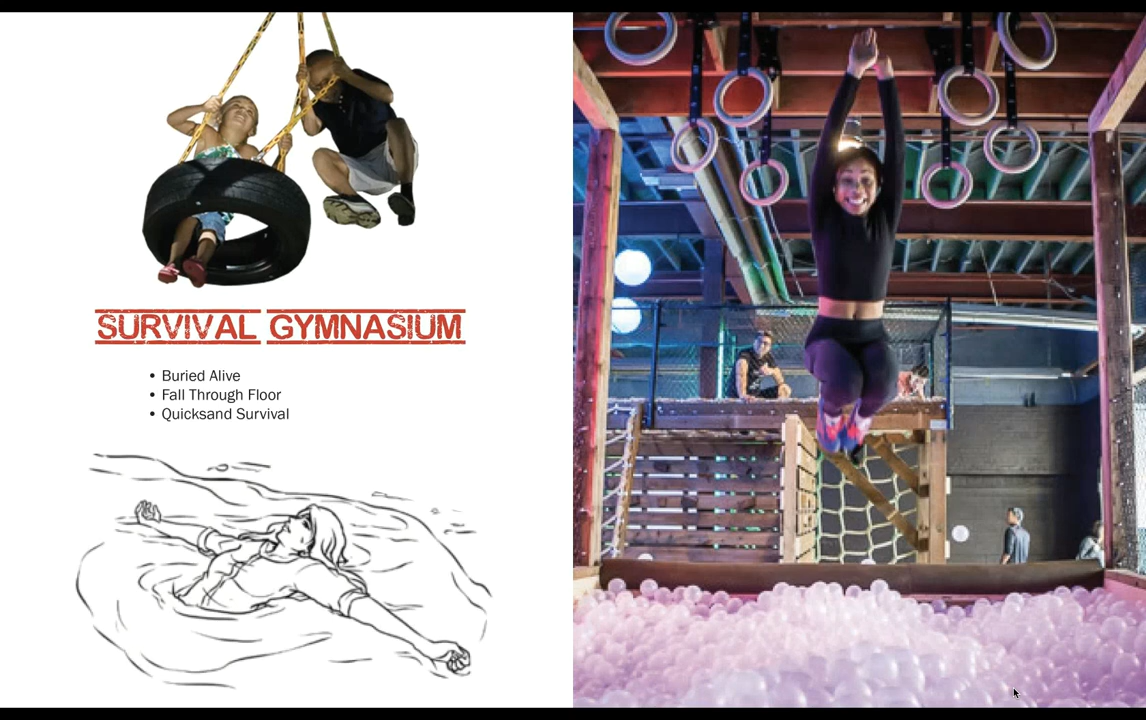 SURVIVAL GYMNASIUM
• Buried Alive
• Fall Through Floor
• Quicksand Survival